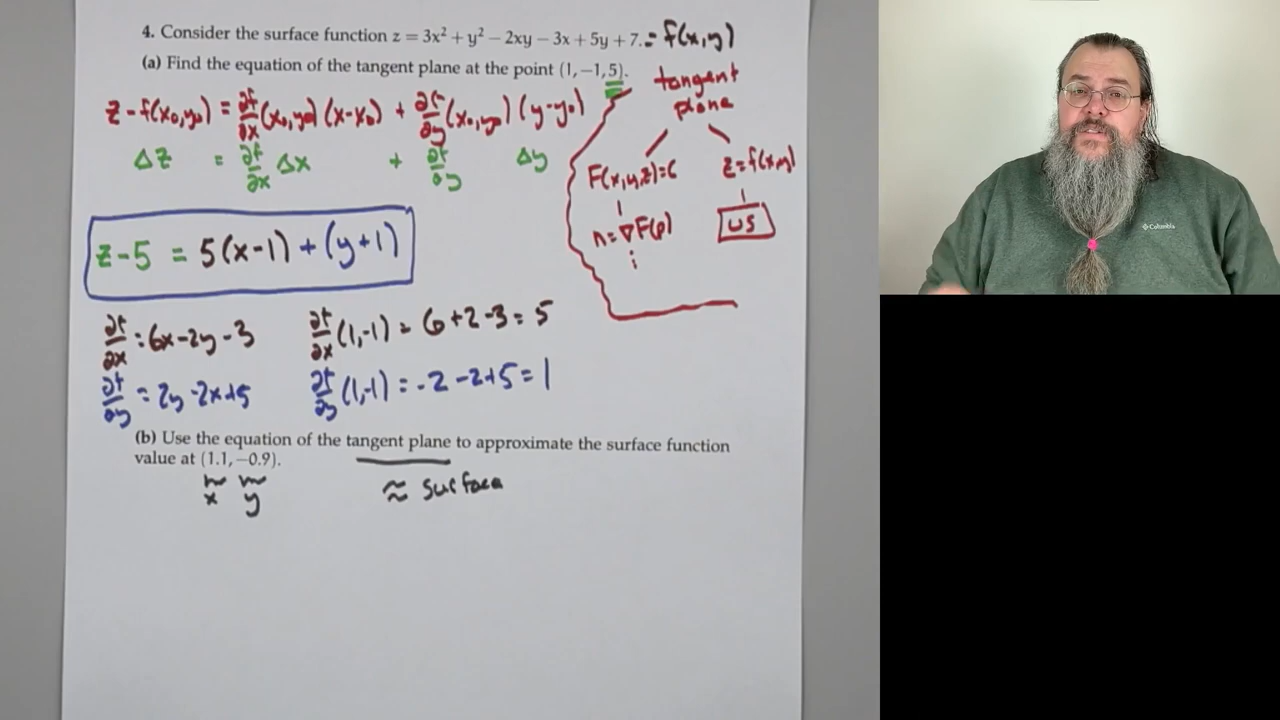 4. Consider the surface function z = 3x² + y² − 2xy − 3x + 5y + 7. = f(x,y)
(a) Find the equation of the tangent plane at the point (1, −1, 5).
tangent
plane
z - f(x₀,y₀) = ∂f/∂x (x₀,y₀) (x-x₀) + ∂f/∂y (x₀,y₀) (y-y₀)
Δz = ∂f/∂x Δx + ∂f/∂y Δy
F(x,y,z)=C
z=f(x,y)
n=∇F(p)
us
z-5 = 5(x-1) + (y+1)
∂f/∂x = 6x-2y-3
∂f/∂x (1,-1) = 6+2-3 = 5
∂f/∂y = 2y-2x+5
∂f/∂y (1,-1) = -2-2+5 = 1
(b) Use the equation of the tangent plane to approximate the surface function
value at (1.1, −0.9).
x y
≈ surface
Columbia